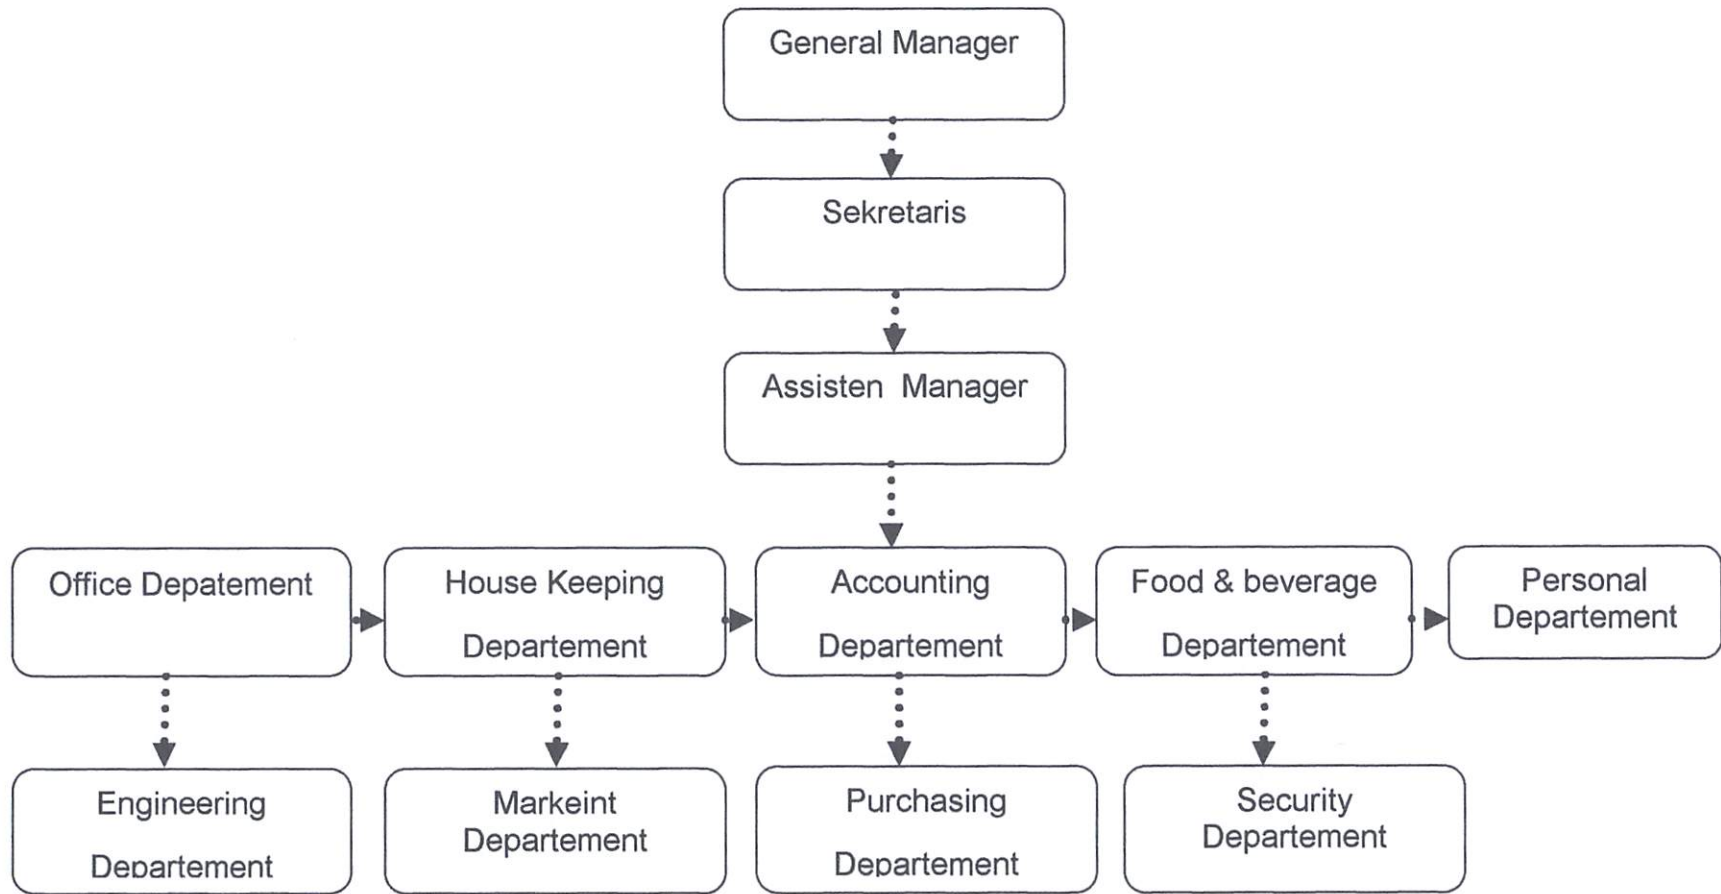 General Manager
Sekretaris
Assisten Manager
Office Depatement
House Keeping
Departement
Accounting
Departement
Food & beverage
Departement
Personal
Departement
Engineering
Departement
Markeint
Departement
Purchasing
Departement
Security
Departement